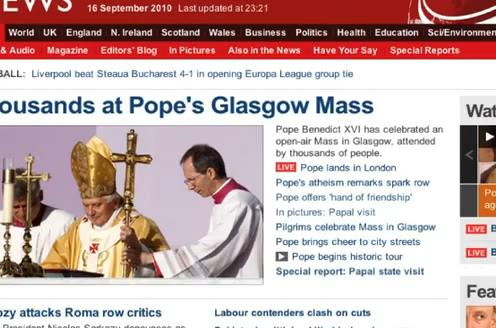 16 September 2010 Last updated at 23:21
World UK England N. Ireland Scotland Wales Business Politics Health Education Sci/Environmen
& Audio Magazine Editors' Blog In Pictures Also in the News Have Your Say Special Reports
BALL: Liverpool beat Steaua Bucharest 4-1 in opening Europa League group tie
ousands at Pope's Glasgow Mass
Pope Benedict XVI has celebrated an
open-air Mass in Glasgow, attended
by thousands of people.
LIVE Pope lands in London
Pope's atheism remarks spark row
Pope offers 'hand of friendship'
In pictures: Papal visit
Pilgrims celebrate Mass in Glasgow
Pope brings cheer to city streets
Pope begins historic tour
Special report: Papal state visit
Wat
Po
aga
LIVE B
LIVE B
Fea
ozy attacks Roma row critics
Labour contenders clash on cuts